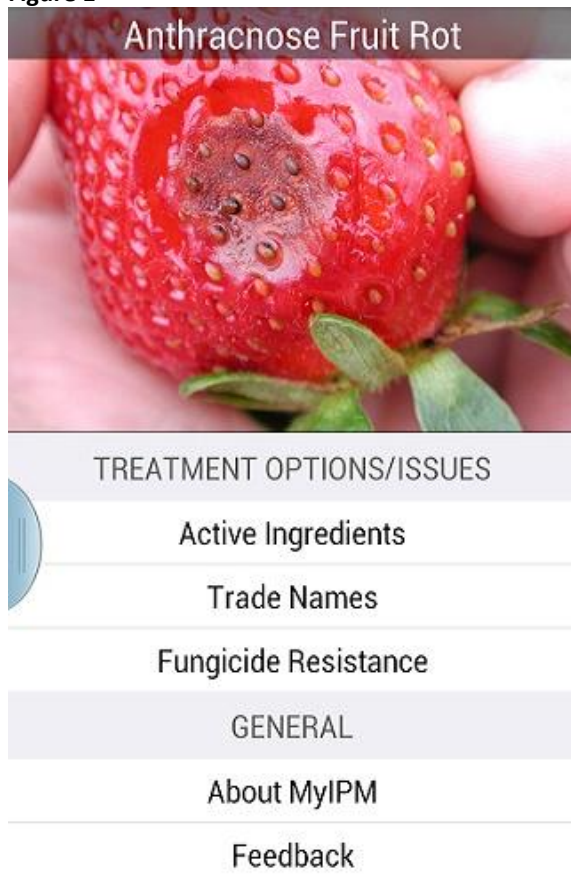 Anthracnose Fruit Rot
TREATMENT OPTIONS/ISSUES
Active Ingredients
Trade Names
Fungicide Resistance
GENERAL
About MyIPM
Feedback